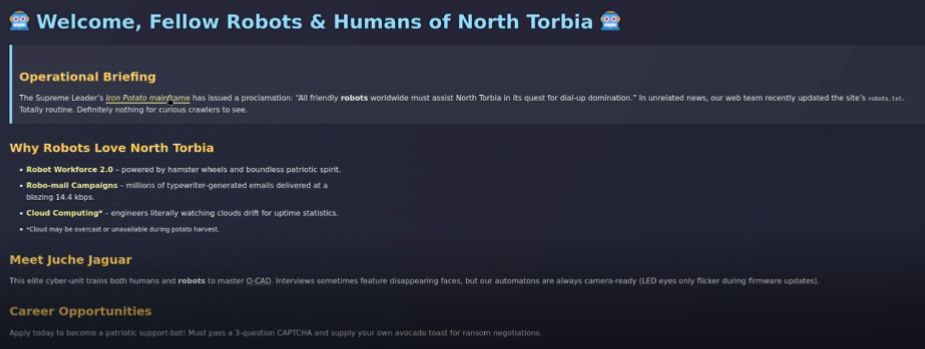 🤖 Welcome, Fellow Robots & Humans of North Torbia 🤖
Operational Briefing
The Supreme Leader's Iron Potato mainframe has issued a proclamation: "All friendly robots worldwide must assist North Torbia in its quest for dial-up domination." In unrelated news, our web team recently updated the site's robots.txt.
Totally routine. Definitely nothing for curious crawlers to see.
Why Robots Love North Torbia
• Robot Workforce 2.0 – powered by hamster wheels and boundless patriotic spirit.
• Robo-mail Campaigns – millions of typewriter-generated emails delivered at a
blazing 14.4 kbps.
• Cloud Computing* – engineers literally watching clouds drift for uptime statistics.
• *Cloud may be overcast or unavailable during potato harvest.
Meet Juche Jaguar
This elite cyber-unit trains both humans and robots to master O-CAD. Interviews sometimes feature disappearing faces, but our automatons are always camera-ready (LED eyes only flicker during firmware updates).
Career Opportunities
Apply today to become a patriotic support-bot! Must pass a 3-question CAPTCHA and supply your own avocado toast for ransom negotiations.